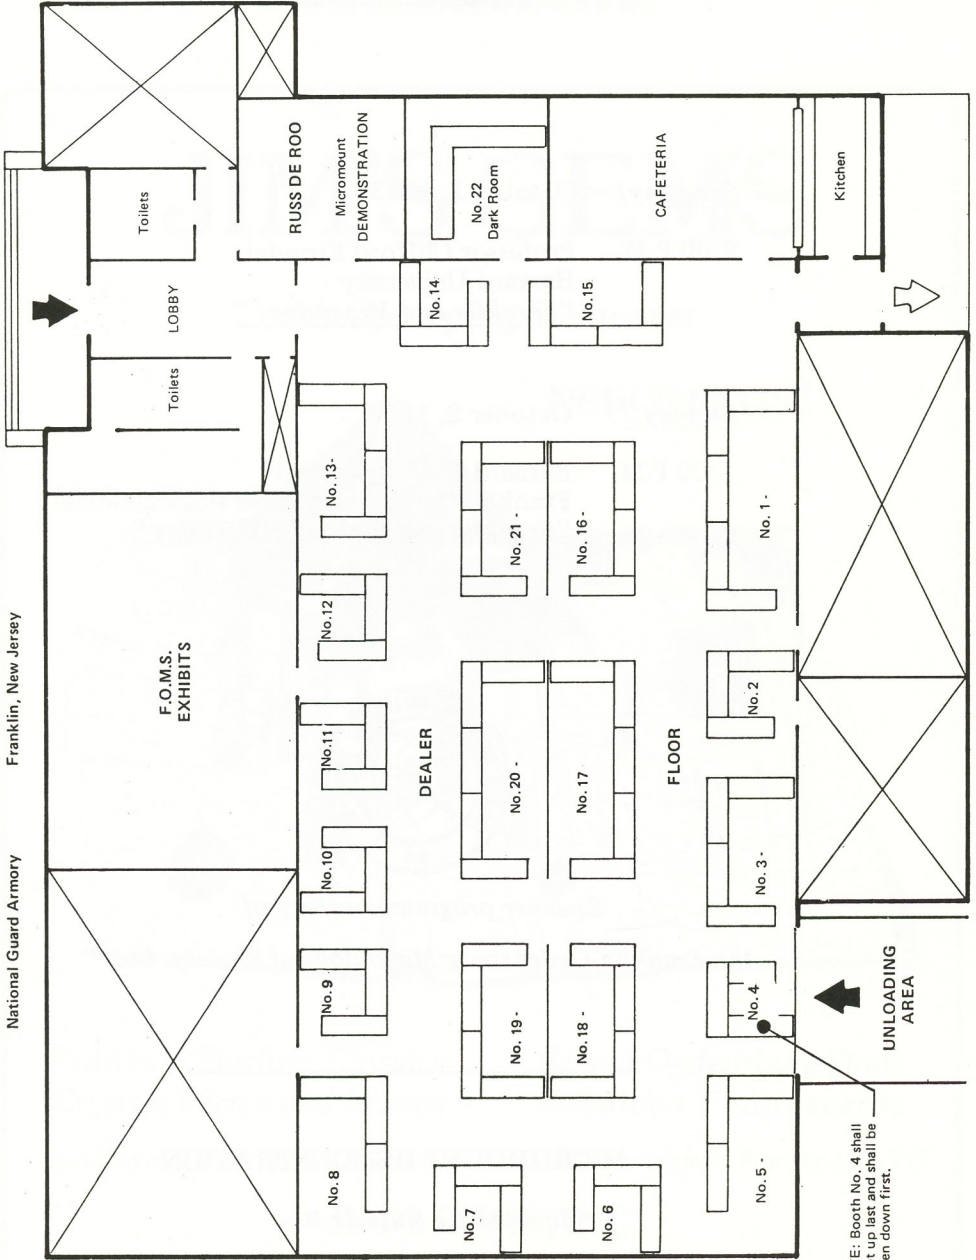 National Guard Armory
Franklin, New Jersey
F.O.M.S.
EXHIBITS
Toilets
LOBBY
Toilets
RUSS DE ROO
Micromount
DEMONSTRATION
No. 22
Dark Room
CAFETERIA
Kitchen
No. 8
No. 9
No. 10
No. 11
No. 12
No. 13-
No. 14
No. 15
No. 7
No. 6
DEALER
FLOOR
No. 19 -
No. 20 -
No. 21 -
No. 18 -
No. 17 -
No. 16 -
No. 5 -
No. 4
No. 3 -
No. 2
No. 1 -
UNLOADING
AREA
E: Booth No. 4 shall
t up last and shall be
en down first.